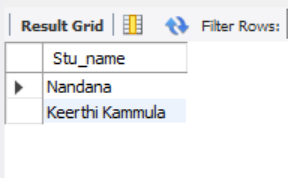 Result Grid Filter Rows:
Stu_name
Nandana
Keerthi Kammula